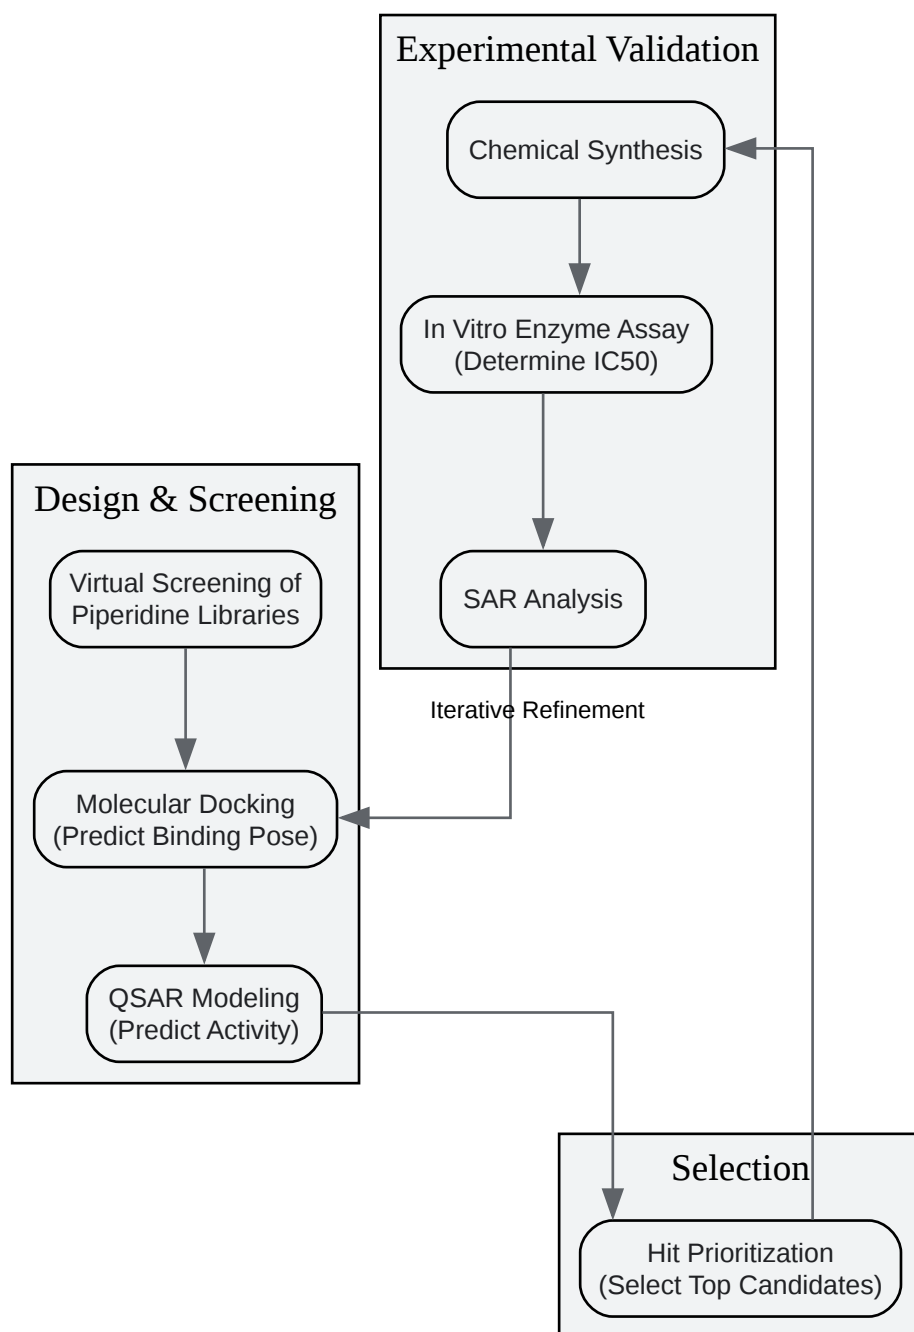 Experimental Validation
Chemical Synthesis
In Vitro Enzyme Assay
(Determine IC50)
SAR Analysis
Iterative Refinement
Design & Screening
Virtual Screening of
Piperidine Libraries
Molecular Docking
(Predict Binding Pose)
QSAR Modeling
(Predict Activity)
Selection
Hit Prioritization
(Select Top Candidates)